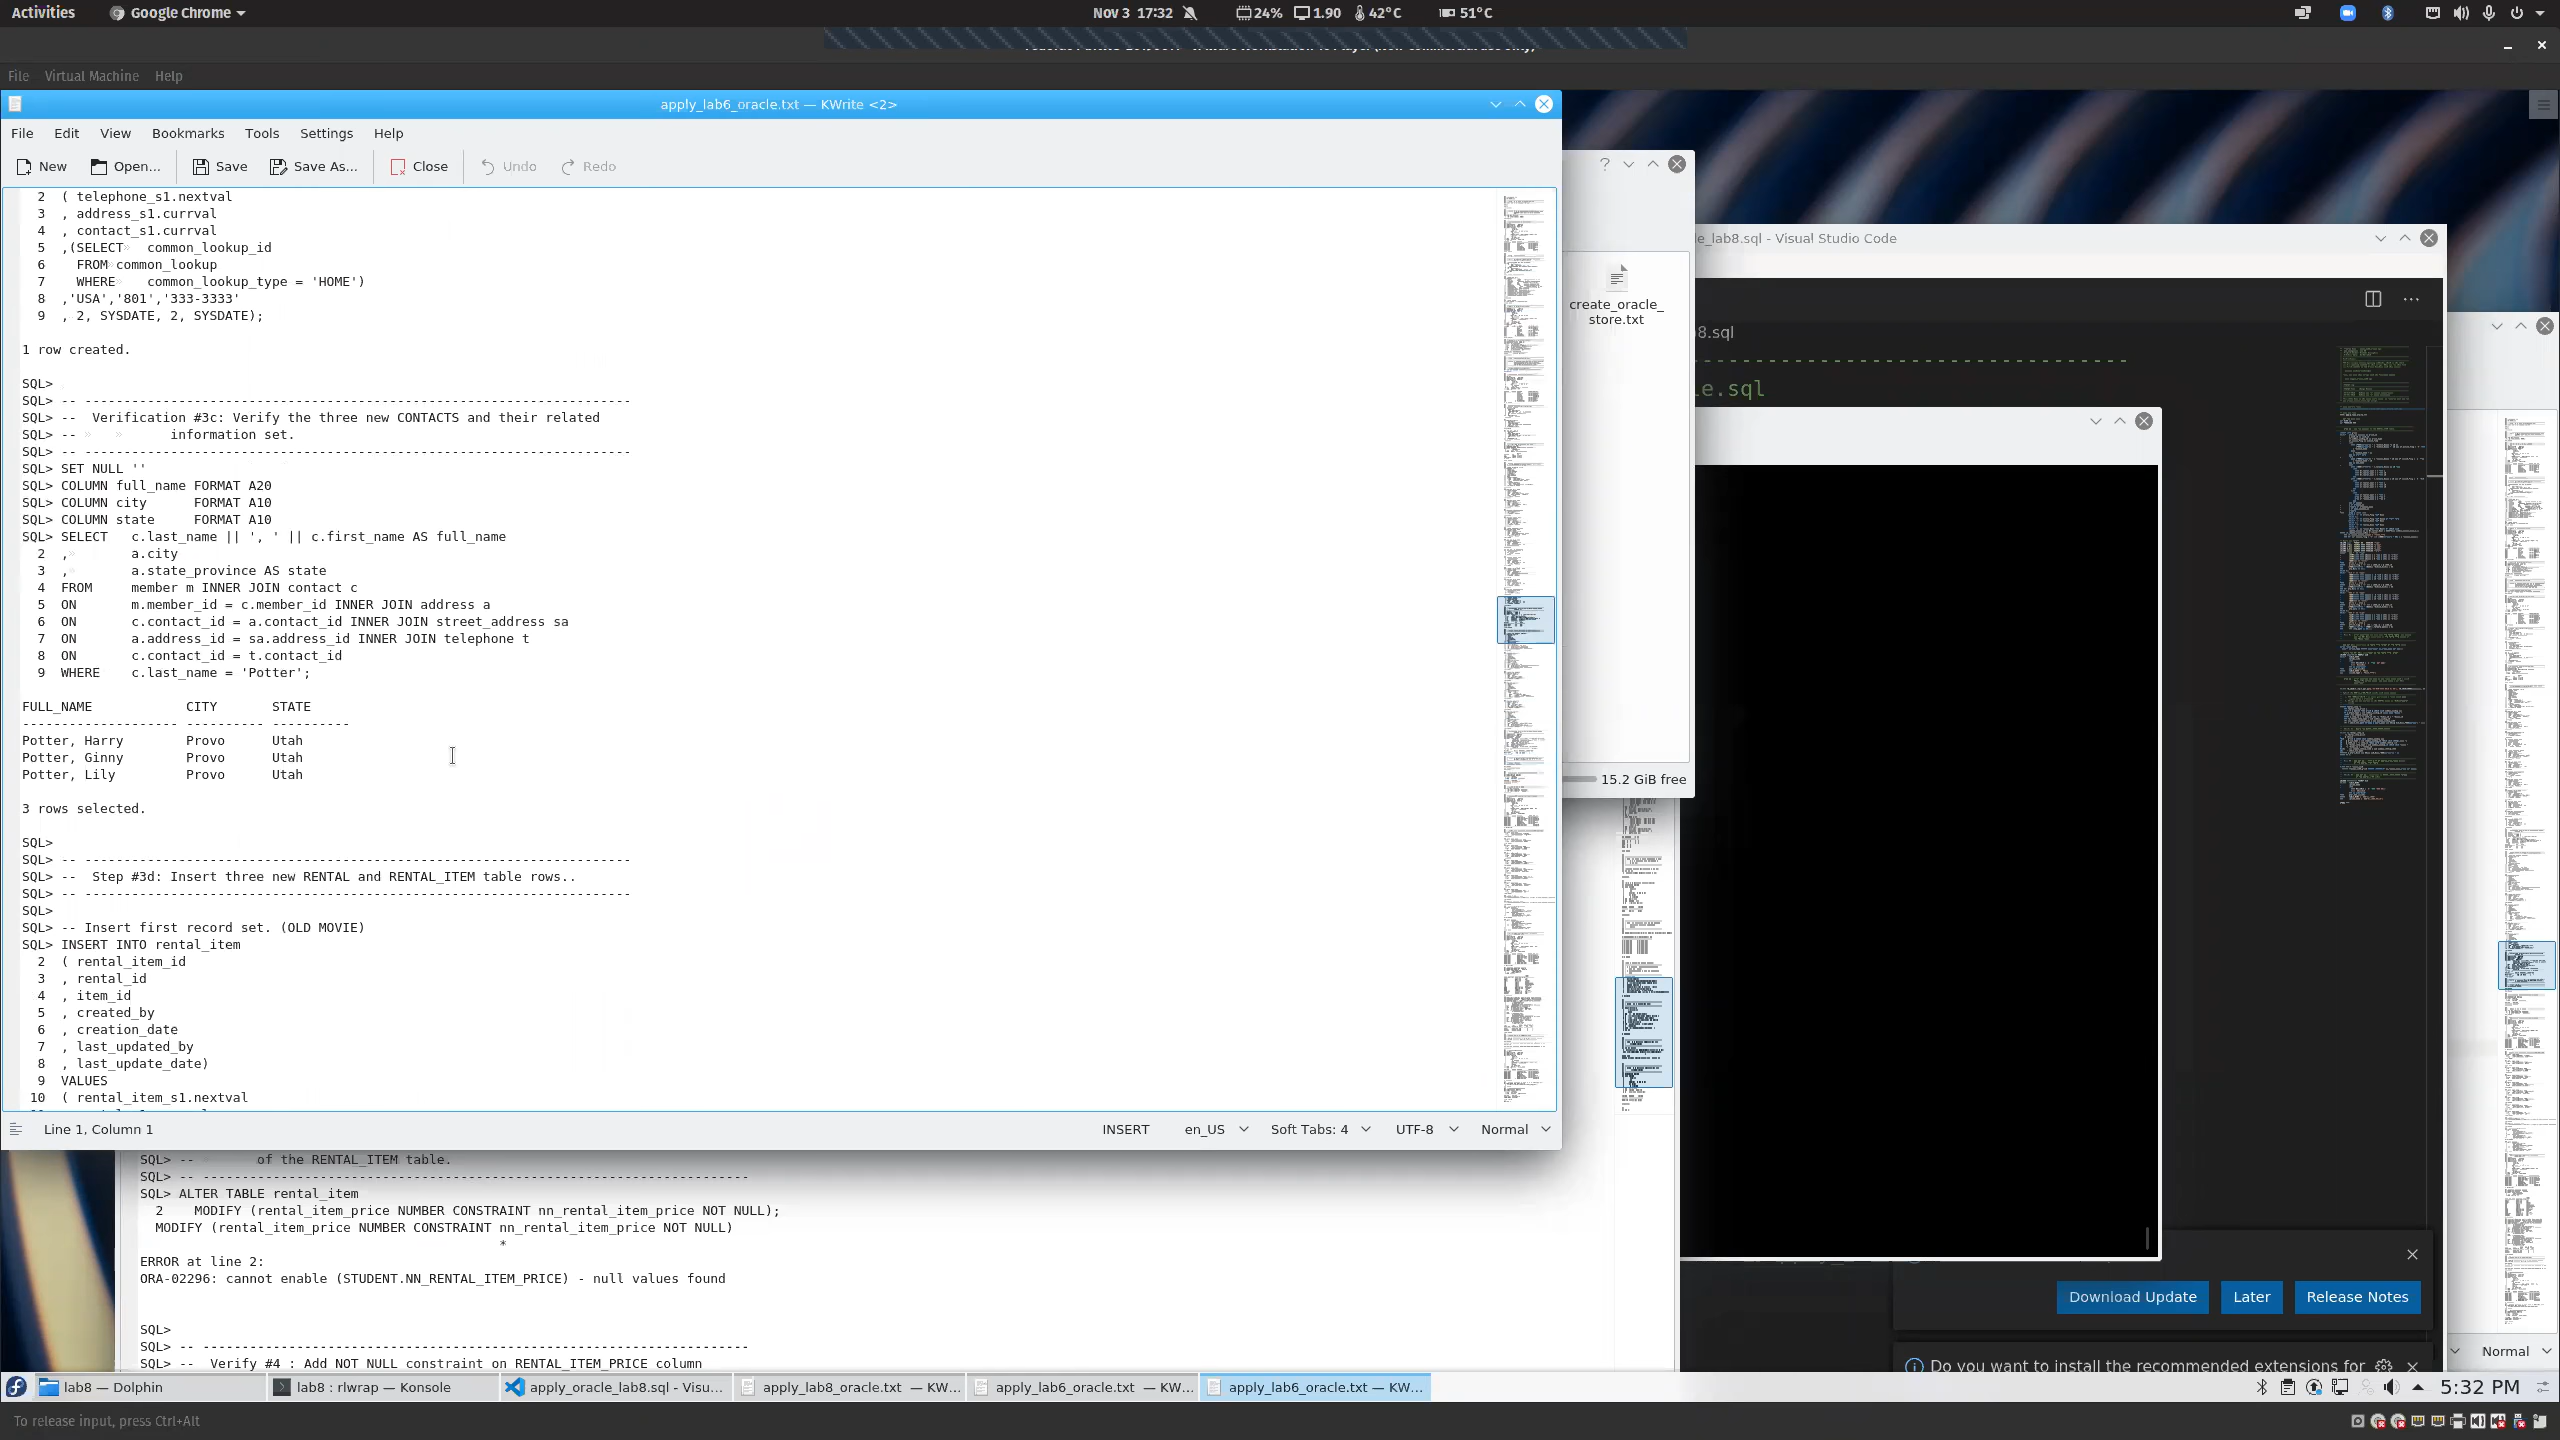 Activities
Google Chrome
Nov 3 17:32
24%
1.90
42°C
51°C
File Virtual Machine Help
apply_lab6_oracle.txt — KWrite <2>
File Edit View Bookmarks Tools Settings Help
New Open... Save Save As... Close Undo Redo
2 ( telephone_s1.nextval
3 , address_s1.currval
4 , contact_s1.currval
5 ,(SELECT» common_lookup_id
6 FROM common_lookup
7 WHERE» common_lookup_type = 'HOME')
8 ,'USA','801','333-3333'
9 , 2, SYSDATE, 2, SYSDATE);
1 row created.
SQL>
SQL> -- ----------------------------------------------------------------------
SQL> -- Verification #3c: Verify the three new CONTACTS and their related
SQL> -- » » information set.
SQL> -- ----------------------------------------------------------------------
SQL> SET NULL ''
SQL> COLUMN full_name FORMAT A20
SQL> COLUMN city FORMAT A10
SQL> COLUMN state FORMAT A10
SQL> SELECT c.last_name || ', ' || c.first_name AS full_name
2 ,» a.city
3 ,» a.state_province AS state
4 FROM member m INNER JOIN contact c
5 ON m.member_id = c.member_id INNER JOIN address a
6 ON c.contact_id = a.contact_id INNER JOIN street_address sa
7 ON a.address_id = sa.address_id INNER JOIN telephone t
8 ON c.contact_id = t.contact_id
9 WHERE c.last_name = 'Potter';
FULL_NAME CITY STATE
-------------------- ---------- ----------
Potter, Harry Provo Utah
Potter, Ginny Provo Utah
Potter, Lily Provo Utah
3 rows selected.
SQL>
SQL> -- ----------------------------------------------------------------------
SQL> -- Step #3d: Insert three new RENTAL and RENTAL_ITEM table rows..
SQL> -- ----------------------------------------------------------------------
SQL>
SQL> -- Insert first record set. (OLD MOVIE)
SQL> INSERT INTO rental_item
2 ( rental_item_id
3 , rental_id
4 , item_id
5 , created_by
6 , creation_date
7 , last_updated_by
8 , last_update_date)
9 VALUES
10 ( rental_item_s1.nextval
Line 1, Column 1
INSERT en_US Soft Tabs: 4 UTF-8 Normal
create_oracle_
store.txt
15.2 GiB free
e_lab8.sql - Visual Studio Code
8.sql
e.sql
SQL> -- of the RENTAL_ITEM table.
SQL> -- ----------------------------------------------------------------------
SQL> ALTER TABLE rental_item
2 MODIFY (rental_item_price NUMBER CONSTRAINT nn_rental_item_price NOT NULL);
MODIFY (rental_item_price NUMBER CONSTRAINT nn_rental_item_price NOT NULL)
*
ERROR at line 2:
ORA-02296: cannot enable (STUDENT.NN_RENTAL_ITEM_PRICE) - null values found
SQL>
SQL> -- ----------------------------------------------------------------------
SQL> -- Verify #4 : Add NOT NULL constraint on RENTAL_ITEM_PRICE column
Download Update Later Release Notes
Do you want to install the recommended extensions for
Normal
lab8 — Dolphin
lab8 : rlwrap — Konsole
apply_oracle_lab8.sql - Visu...
apply_lab8_oracle.txt — KW...
apply_lab6_oracle.txt — KW...
apply_lab6_oracle.txt — KW...
5:32 PM
To release input, press Ctrl+Alt